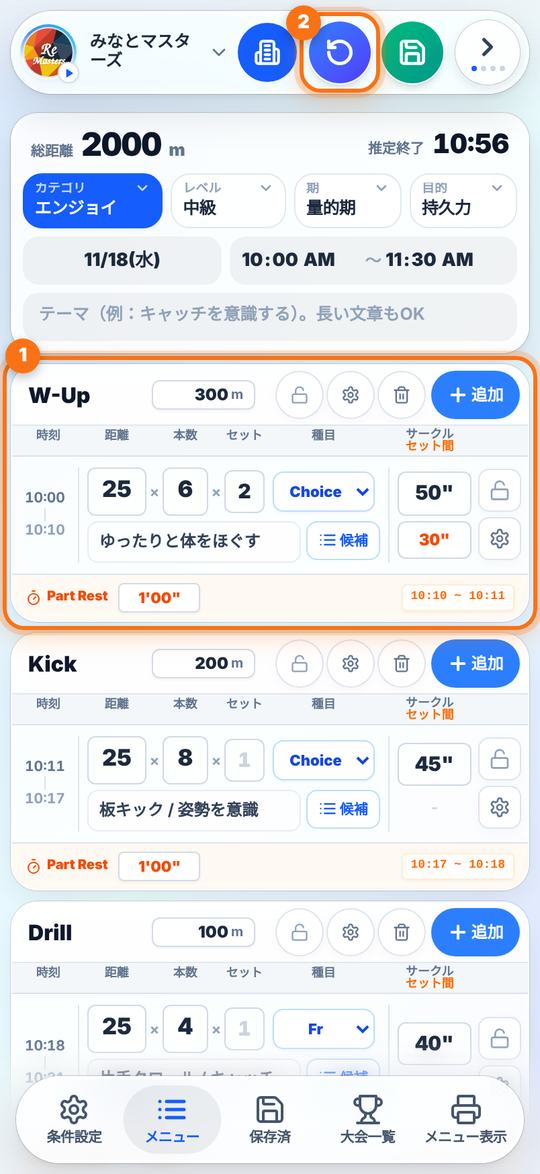 Re
Masters
みなとマスターズ
2
総距離 2000 m
推定終了 10:56
カテゴリ
エンジョイ
レベル
中級
期
量的期
目的
持久力
11/18(水)
10:00 AM ～11:30 AM
テーマ（例：キャッチを意識する）。長い文章もOK
1
W-Up 300 m + 追加
時刻 距離 本数 セット 種目 サークル
セット間
10:00
10:10
25 × 6 × 2 Choice 50"
ゆったりと体をほぐす 候補 30"
Part Rest 1'00" 10:10 ~ 10:11
Kick 200 m + 追加
時刻 距離 本数 セット 種目 サークル
セット間
10:11
10:17
25 × 8 × 1 Choice 45"
板キック / 姿勢を意識 候補 -
Part Rest 1'00" 10:17 ~ 10:18
Drill 100 m + 追加
時刻 距離 本数 セット 種目 サークル
セット間
10:18
25 × 4 × 1 Fr 40"
条件設定 メニュー 保存済 大会一覧 メニュー表示